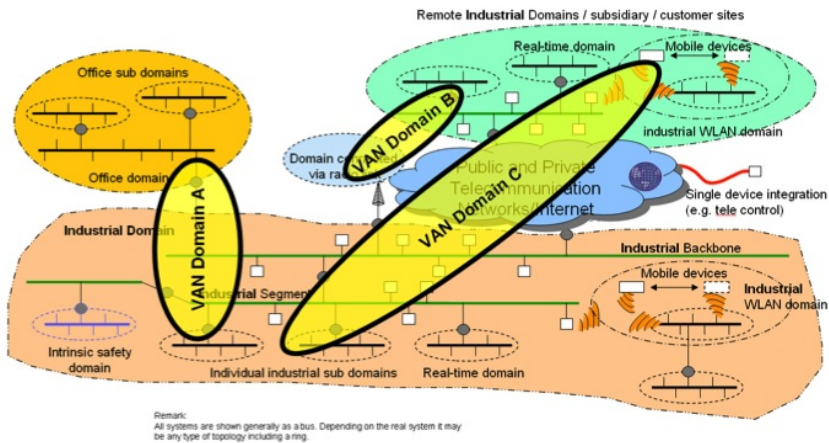 Remote Industrial Domains / subsidiary / customer sites
Office sub domains
Real-time domain
Mobile devices
VAN Domain B
industrial WLAN domain
Domain
via
Office domain
Public and Private
Telecommunication
Networks/Internet
Single device integration
(e.g. tele control)
VAN Domain A
VAN Domain C
Industrial Domain
Industrial Backbone
Mobile devices
Industrial
WLAN domain
Industrial Segme
Intrinsic safety
domain
Individual industrial sub domains
Real-time domain
Remark:
All systems are shown generally as a bus. Depending on the real system it may
be any type of topology including a ring.